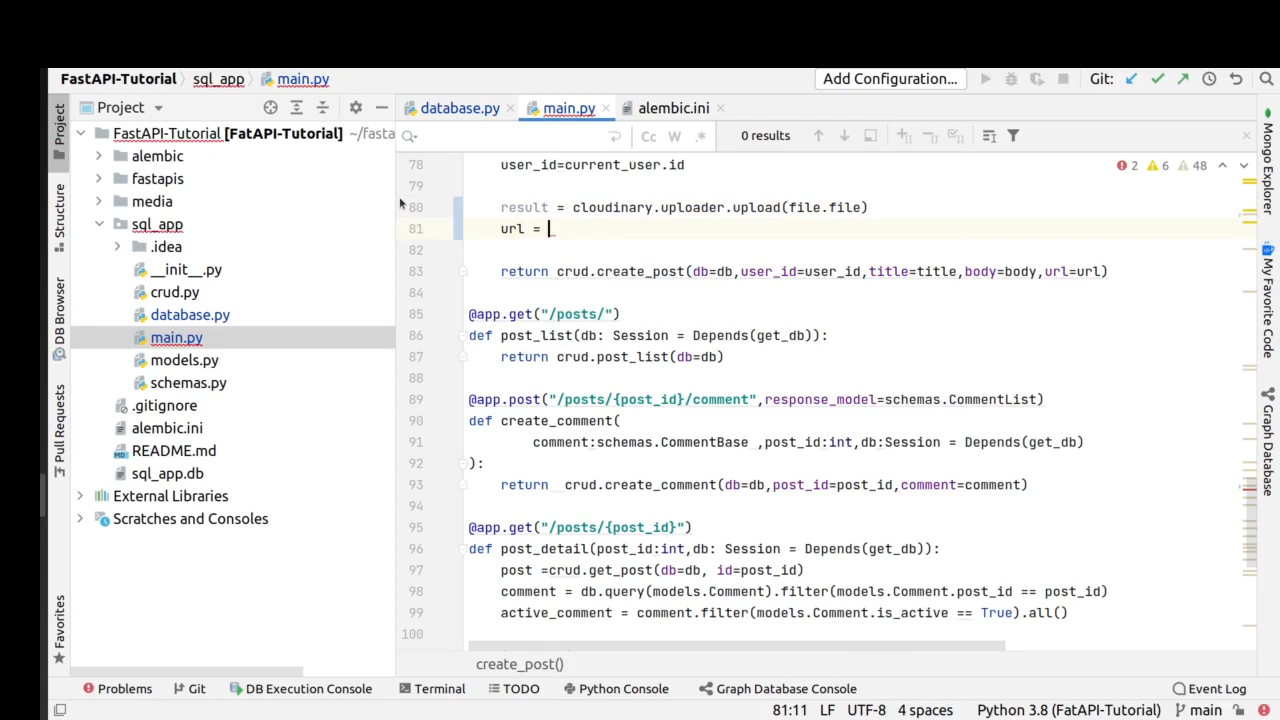 FastAPI-Tutorial sql_app main.py Add Configuration... Git:
Project database.py main.py alembic.ini
FastAPI-Tutorial [FatAPI-Tutorial] ~/fasta
alembic
fastapis
media
sql_app
.idea
__init__.py
crud.py
database.py
main.py
models.py
schemas.py
.gitignore
alembic.ini
README.md
sql_app.db
External Libraries
Scratches and Consoles
Project
Structure
DB Browser
Pull Requests
Favorites
Cc W .* 0 results
2 6 48
78 user_id=current_user.id
79
80 result = cloudinary.uploader.upload(file.file)
81 url =
82
83 return crud.create_post(db=db,user_id=user_id,title=title,body=body,url=url)
84
85 @app.get("/posts/")
86 def post_list(db: Session = Depends(get_db)):
87 return crud.post_list(db=db)
88
89 @app.post("/posts/{post_id}/comment",response_model=schemas.CommentList)
90 def create_comment(
91 comment:schemas.CommentBase ,post_id:int,db:Session = Depends(get_db)
92 ):
93 return  crud.create_comment(db=db,post_id=post_id,comment=comment)
94
95 @app.get("/posts/{post_id}")
96 def post_detail(post_id:int,db: Session = Depends(get_db)):
97 post =crud.get_post(db=db, id=post_id)
98 comment = db.query(models.Comment).filter(models.Comment.post_id == post_id)
99 active_comment = comment.filter(models.Comment.is_active == True).all()
100
create_post()
Mongo Explorer
My Favorite Code
Graph Database
Problems Git DB Execution Console Terminal TODO Python Console Graph Database Console Event Log
81:11 LF UTF-8 4 spaces Python 3.8 (FatAPI-Tutorial) main